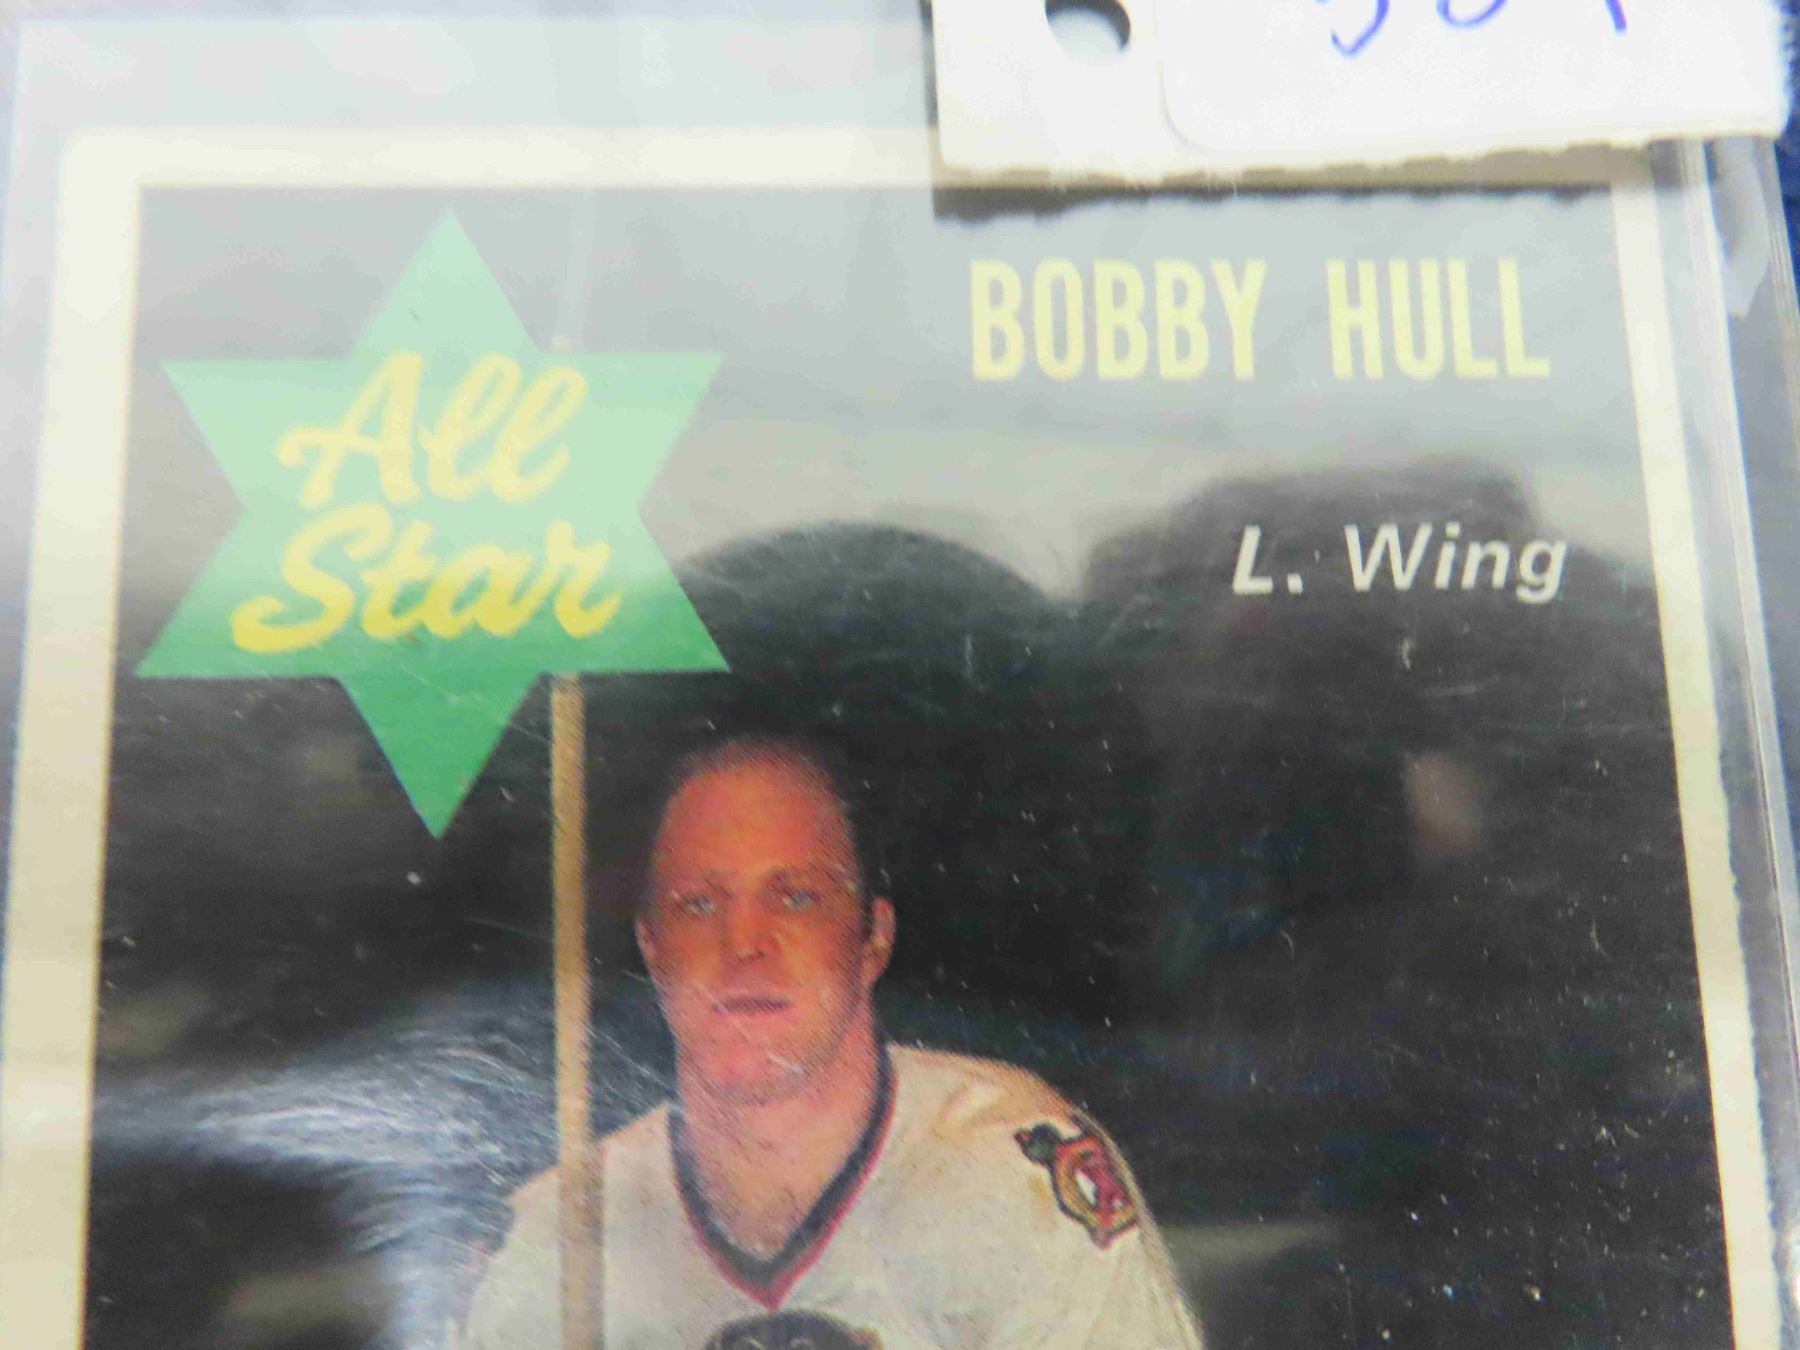 BOBBY HULL
All
Star
L. Wing